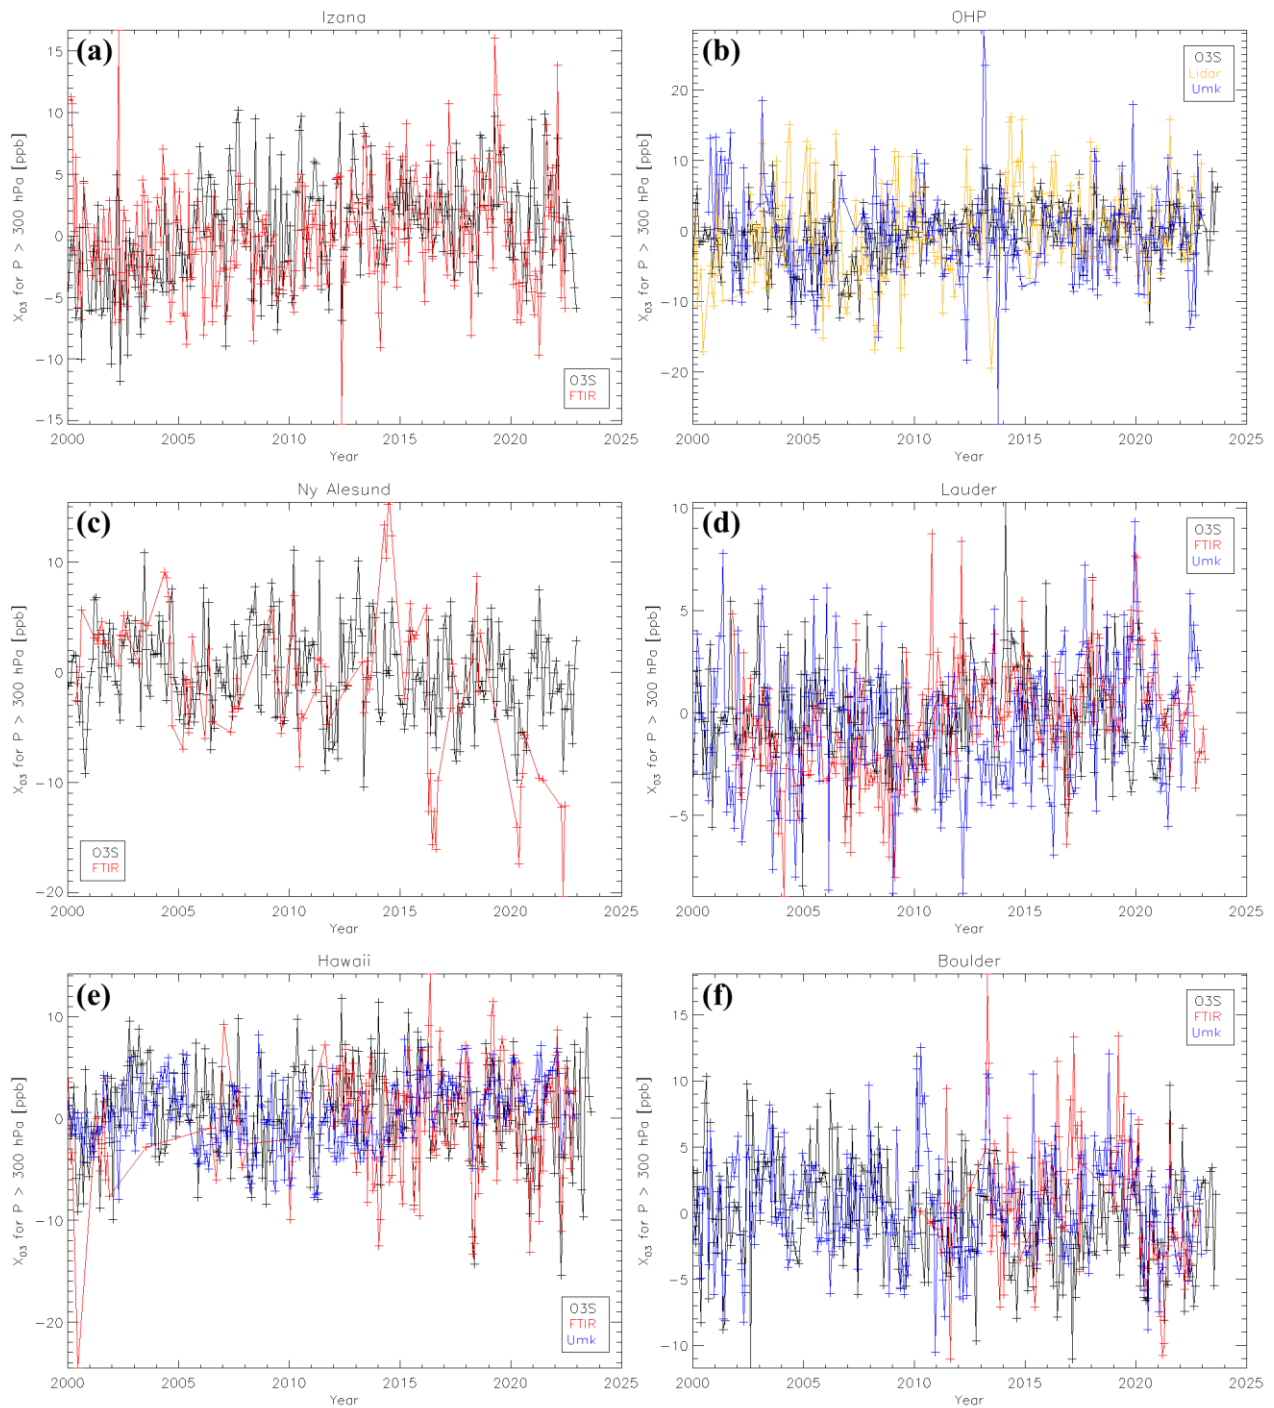 Izana
(a)
X03 for P > 300 hPa [ppb]
15
10
5
0
-5
-10
-15
O3S
FTIR
2000 2005 2010 2015 2020 2025
Year
OHP
(b)
X03 for P > 300 hPa [ppb]
20
10
0
-10
-20
O3S
Lidar
Umk
2000 2005 2010 2015 2020 2025
Year
Ny Alesund
(c)
X03 for P > 300 hPa [ppb]
10
0
-10
-20
O3S
FTIR
2000 2005 2010 2015 2020 2025
Year
Lauder
(d)
X03 for P > 300 hPa [ppb]
10
5
0
-5
O3S
FTIR
Umk
2000 2005 2010 2015 2020 2025
Year
Hawaii
(e)
X03 for P > 300 hPa [ppb]
10
0
-10
-20
O3S
FTIR
Umk
2000 2005 2010 2015 2020 2025
Year
Boulder
(f)
X03 for P > 300 hPa [ppb]
15
10
5
0
-5
-10
O3S
FTIR
Umk
2000 2005 2010 2015 2020 2025
Year